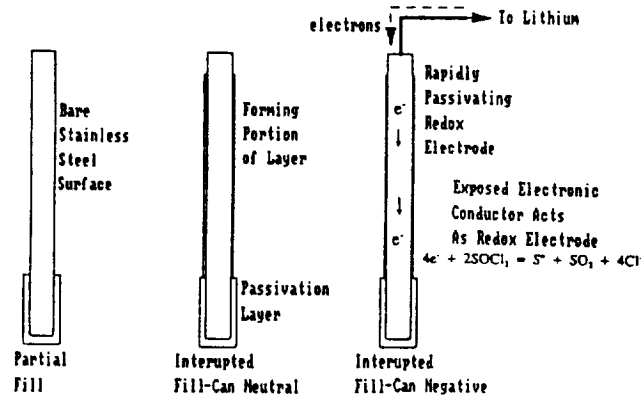 electrons
To Lithium
Bare
Stainless
Steel
Surface
Forming
Portion
of Layer
Rapidly
Passivating
Redox
Electrode
e⁻
Exposed Electronic
Conductor Acts
As Redox Electrode
e⁻
4e⁻ + 2SOCl₂ = S° + SO₂ + 4Cl⁻
Passivation
Layer
Partial
Fill
Interupted
Fill-Can Neutral
Interupted
Fill-Can Negative